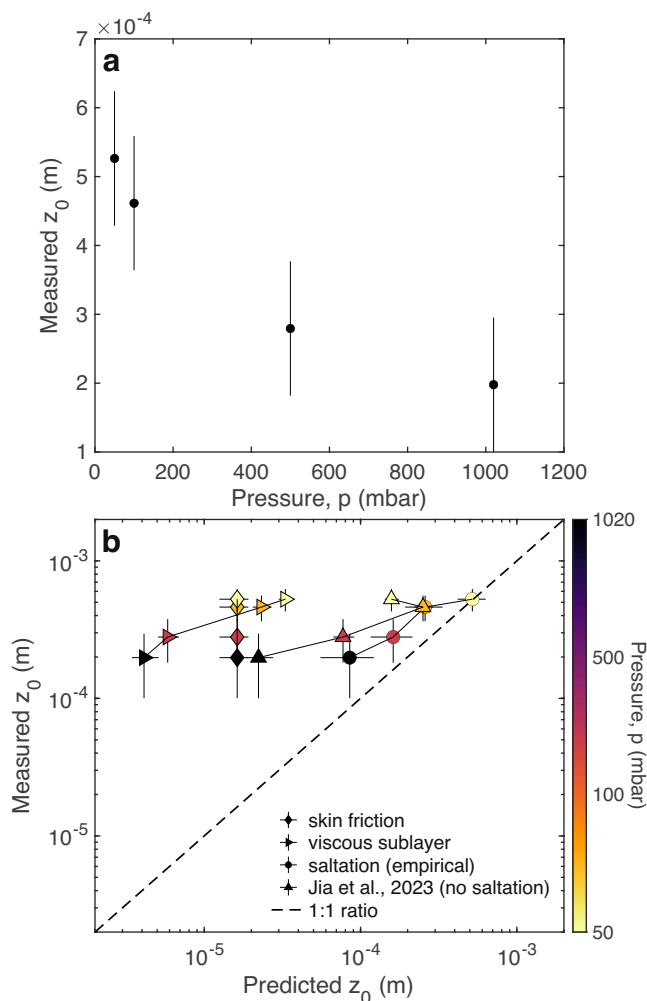 ×10⁻⁴
a
7
6
5
4
3
2
1
Measured z₀ (m)
0 200 400 600 800 1000 1200
Pressure, p (mbar)
b
10⁻³
10⁻⁴
10⁻⁵
Measured z₀ (m)
skin friction
viscous sublayer
saltation (empirical)
Jia et al., 2023 (no saltation)
1:1 ratio
10⁻⁵ 10⁻⁴ 10⁻³
Predicted z₀ (m)
1020
500
100
50
Pressure, p (mbar)